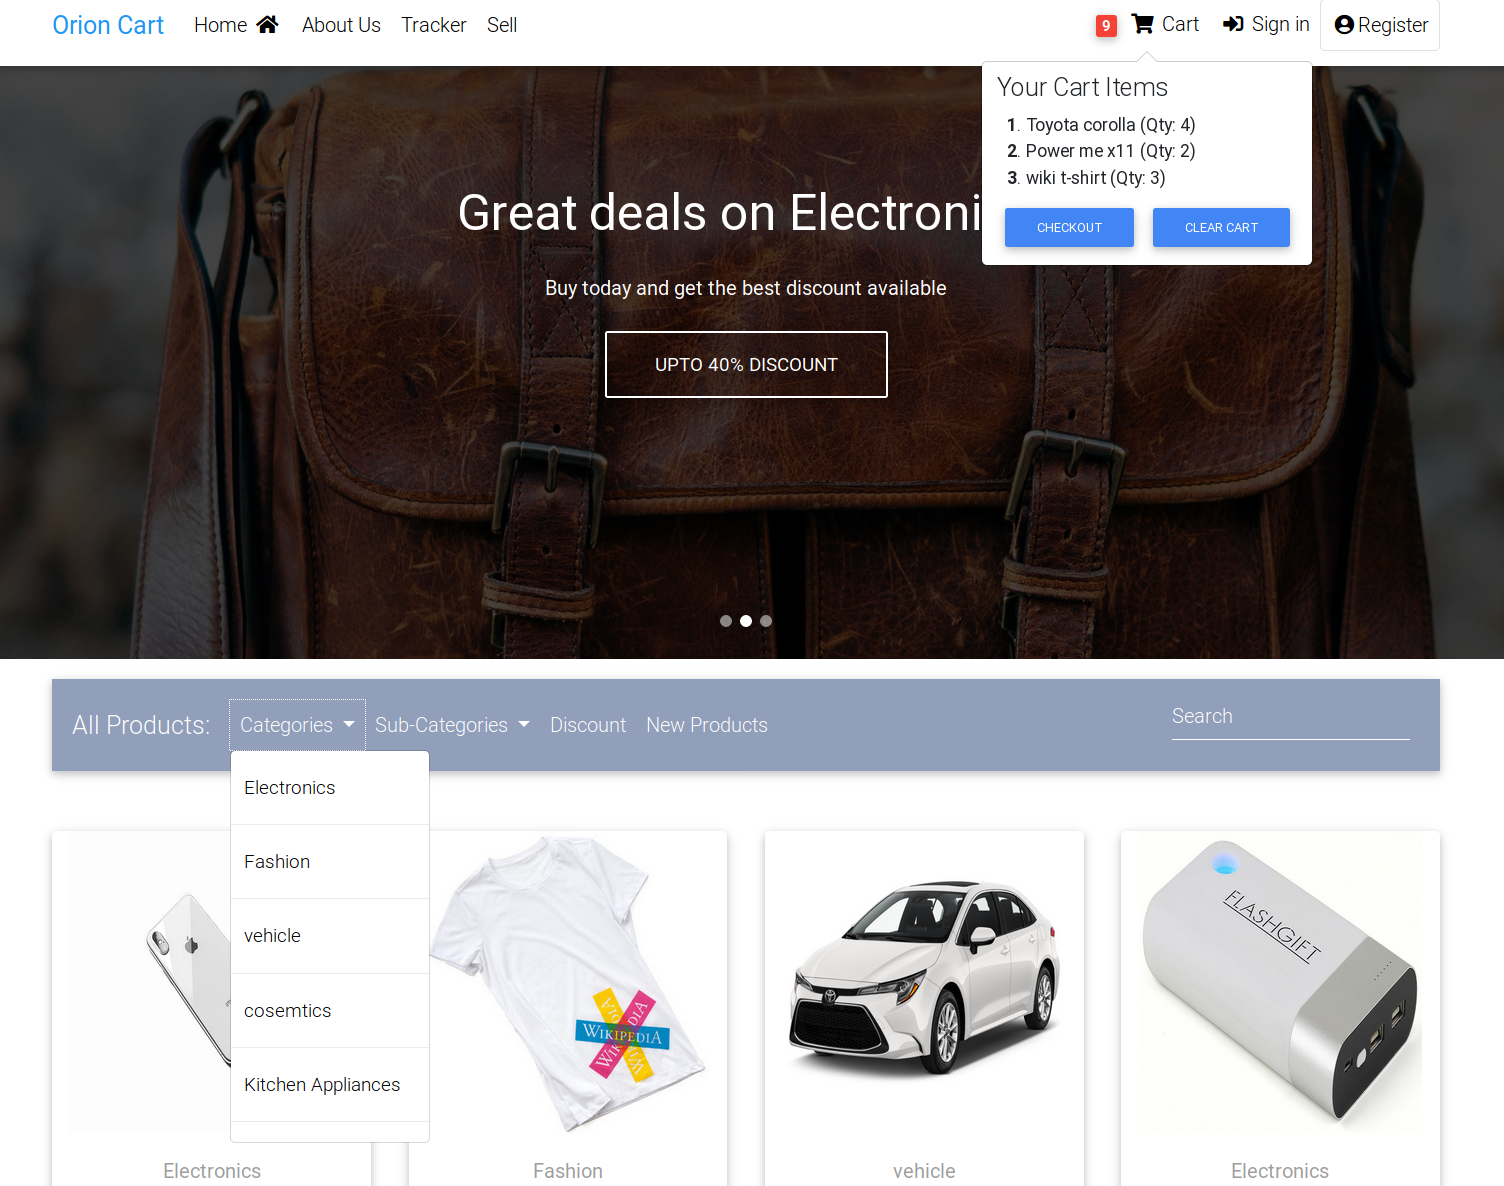 Orion Cart Home About Us Tracker Sell 9 Cart Sign in Register
Your Cart Items
1. Toyota corolla (Qty: 4)
2. Power me x11 (Qty: 2)
3. wiki t-shirt (Qty: 3)
CHECKOUT CLEAR CART
Great deals on Electroni
Buy today and get the best discount available
UPTO 40% DISCOUNT
All Products: Categories Sub-Categories Discount New Products Search
Electronics
Fashion
vehicle
cosemtics
Kitchen Appliances
WIKIPEDIA
FLASHGIFT
Electronics Fashion vehicle Electronics